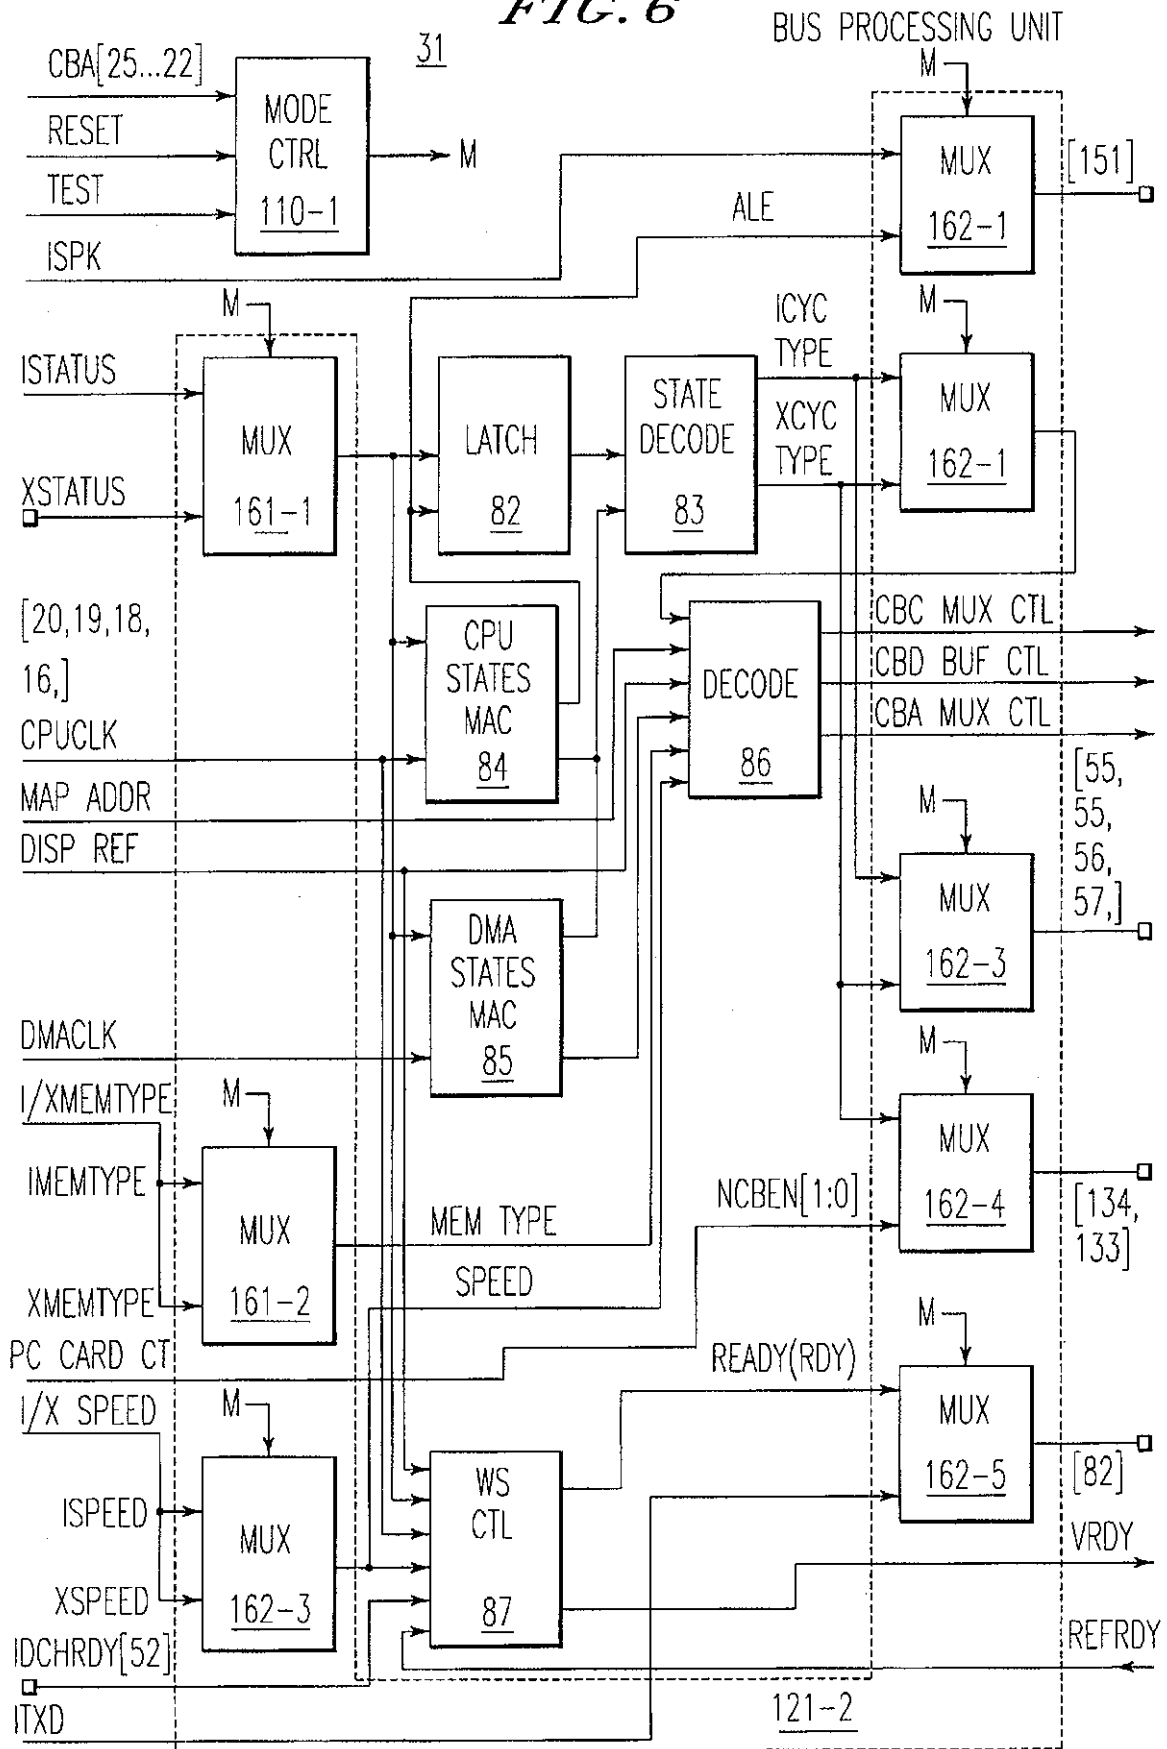 FIG. 6
31
BUS PROCESSING UNIT
CBA[25...22]
RESET
TEST
ISPK
MODE
CTRL
110-1
M
ALE
M
MUX
162-1
[151]
M
ISTATUS
XSTATUS
MUX
161-1
LATCH
82
STATE
DECODE
83
ICYC
TYPE
XCYC
TYPE
M
MUX
162-1
[20,19,18,
16,]
CPUCLK
MAP ADDR
DISP REF
CPU
STATES
MAC
84
DECODE
86
CBC MUX CTL
CBD BUF CTL
CBA MUX CTL
[55,
55,
56,
57,]
M
MUX
162-3
DMA
STATES
MAC
85
DMACLK
I/XMEMTYPE
IMEMTYPE
XMEMTYPE
M
MUX
161-2
MEM TYPE
SPEED
NCBEN[1:0]
M
MUX
162-4
[134,
133]
PC CARD CT
I/X SPEED
ISPEED
XSPEED
M
MUX
162-3
WS
CTL
87
READY(RDY)
M
MUX
162-5
[82]
VRDY
REFRDY
IDCHRDY[52]
ITXD
121-2